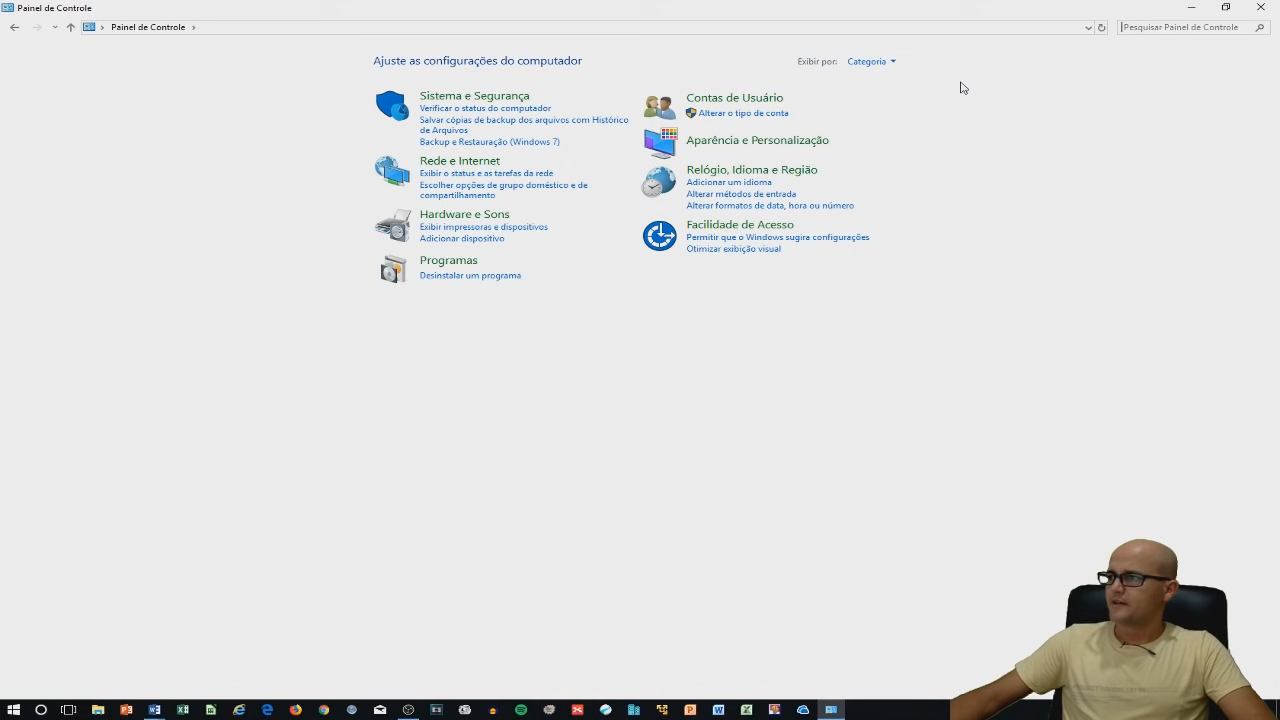 Painel de Controle
Painel de Controle
Pesquisar Painel de Controle
Ajuste as configurações do computador
Exibir por: Categoria
Sistema e Segurança
Verificar o status do computador
Salvar cópias de backup dos arquivos com Histórico
de Arquivos
Backup e Restauração (Windows 7)
Rede e Internet
Exibir o status e as tarefas da rede
Escolher opções de grupo doméstico e de
compartilhamento
Hardware e Sons
Exibir impressoras e dispositivos
Adicionar dispositivo
Programas
Desinstalar um programa
Contas de Usuário
Alterar o tipo de conta
Aparência e Personalização
Relógio, Idioma e Região
Adicionar um idioma
Alterar métodos de entrada
Alterar formatos de data, hora ou número
Facilidade de Acesso
Permitir que o Windows sugira configurações
Otimizar exibição visual